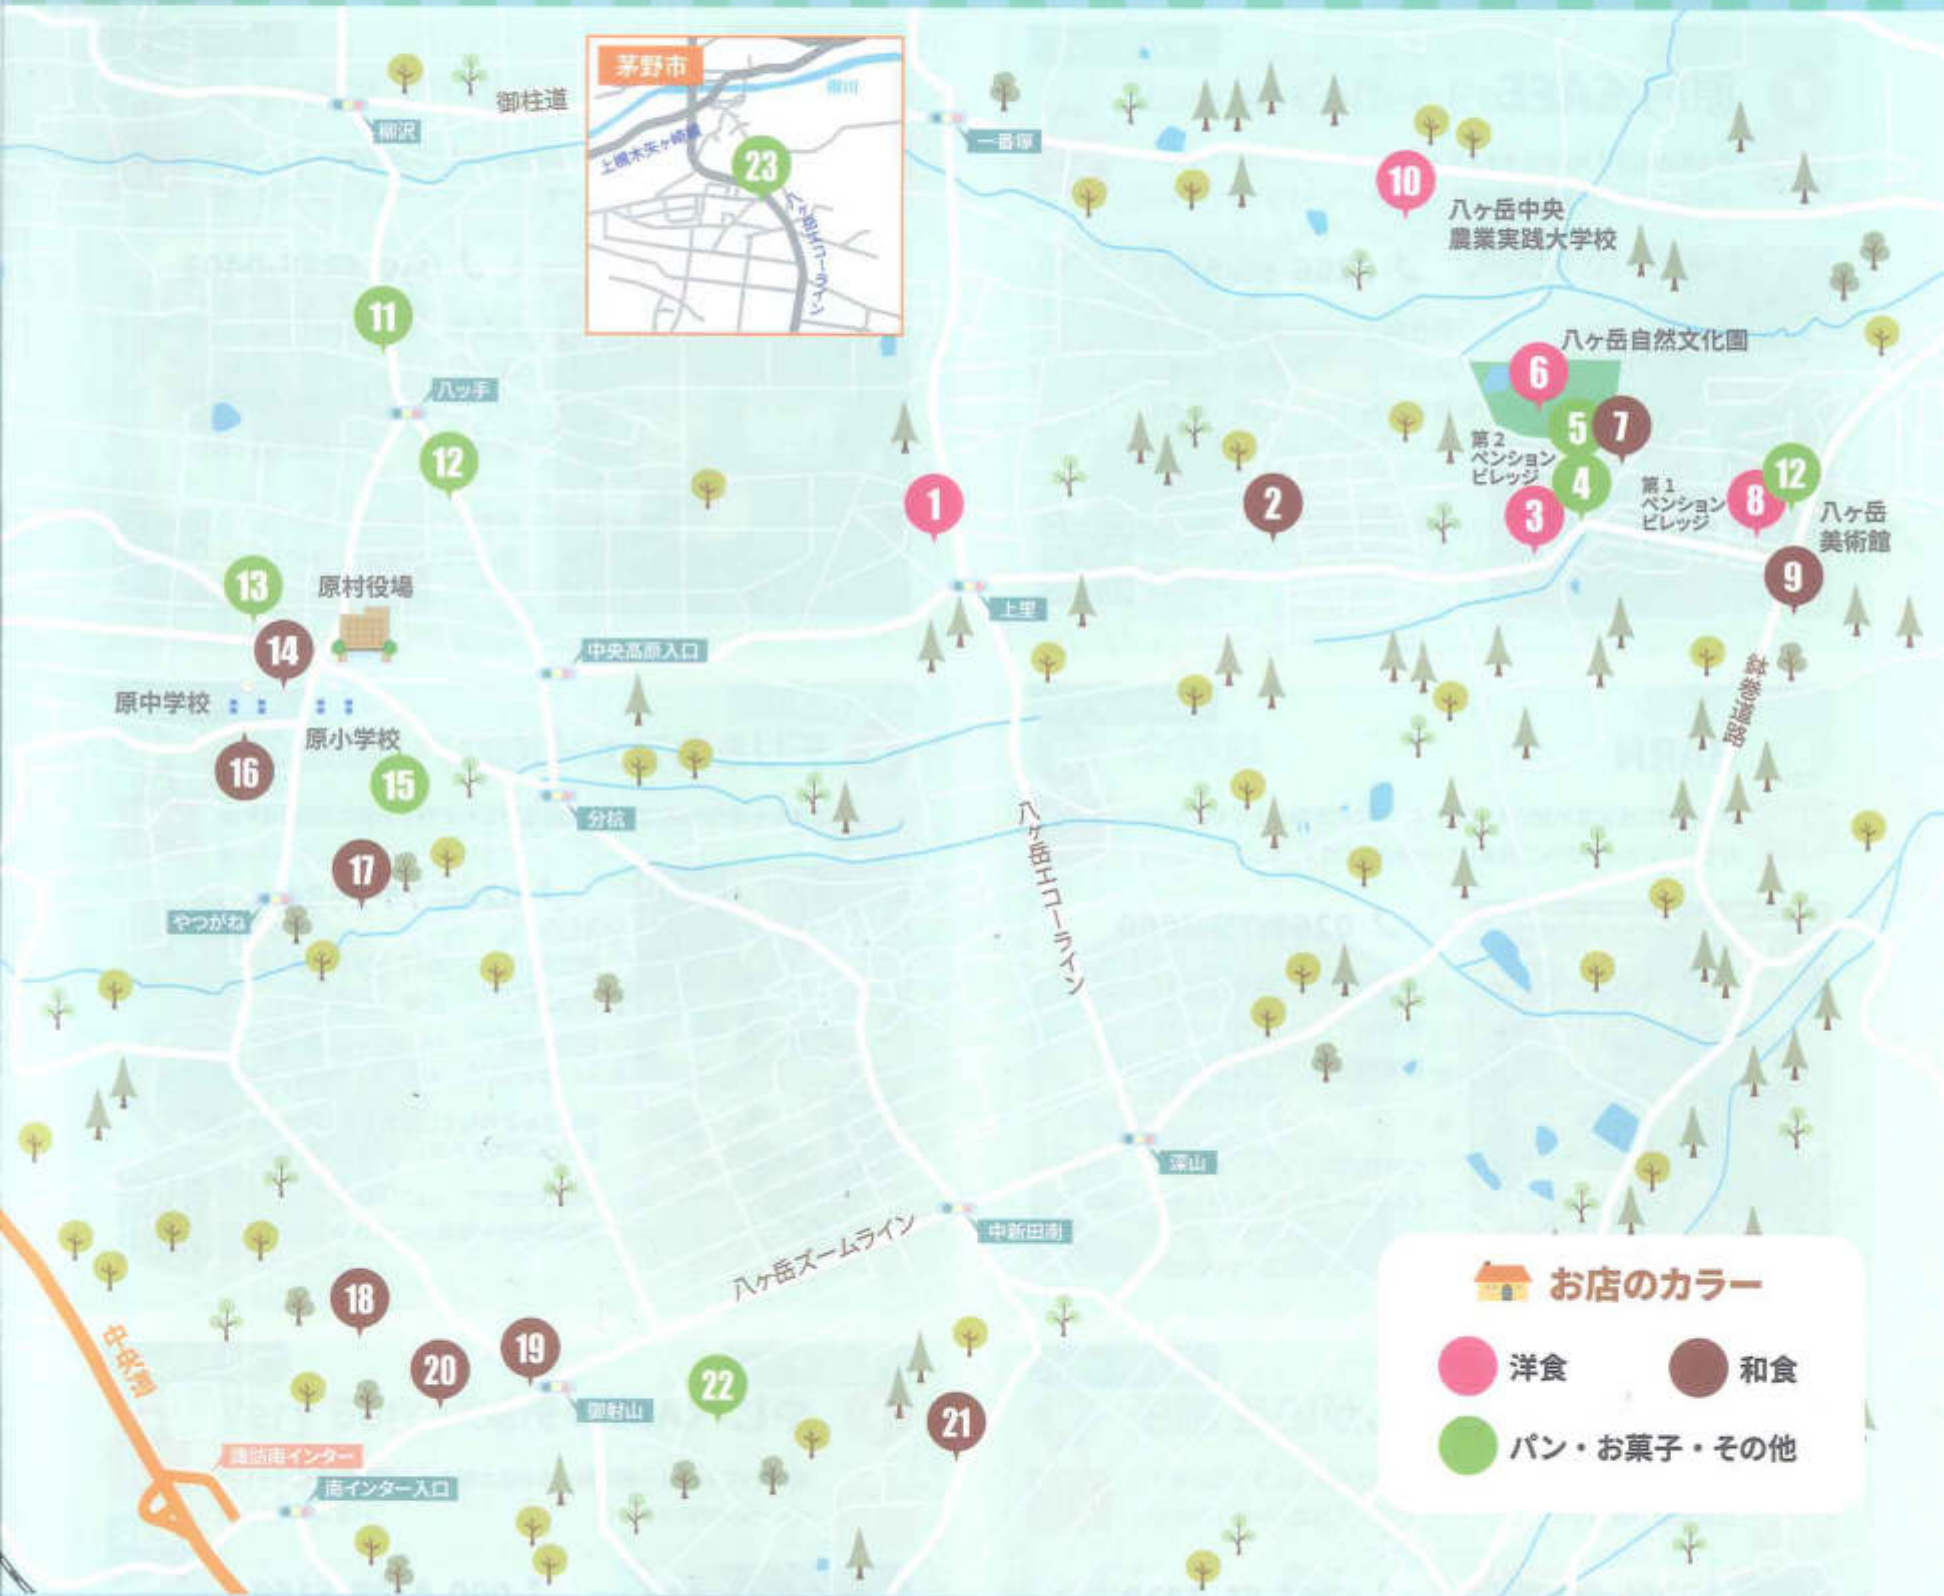 茅野市
御柱道
柳沢
柳川
上槻木矢ヶ崎線
23
八ヶ岳エコーライン
一番塚
10
八ヶ岳中央
農業実践大学校
11
八ッ手
12
八ヶ岳自然文化園
6
5
7
第2
ペンション
ビレッジ
4
3
第1
ペンション
ビレッジ
8
12
八ヶ岳
美術館
9
1
2
13
原村役場
14
上里
中央高原入口
原中学校
原小学校
鉢巻道路
16
15
分杭
八ヶ岳エコーライン
17
やつがね
深山
中新田南
八ヶ岳ズームライン
18
19
20
22
21
御射山
中央道
諏訪南インター
南インター入口
お店のカラー
洋食
和食
パン・お菓子・その他